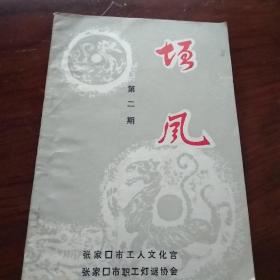 垣风
第二期
张家口市工人文化宫
张家口市职工灯谜协会